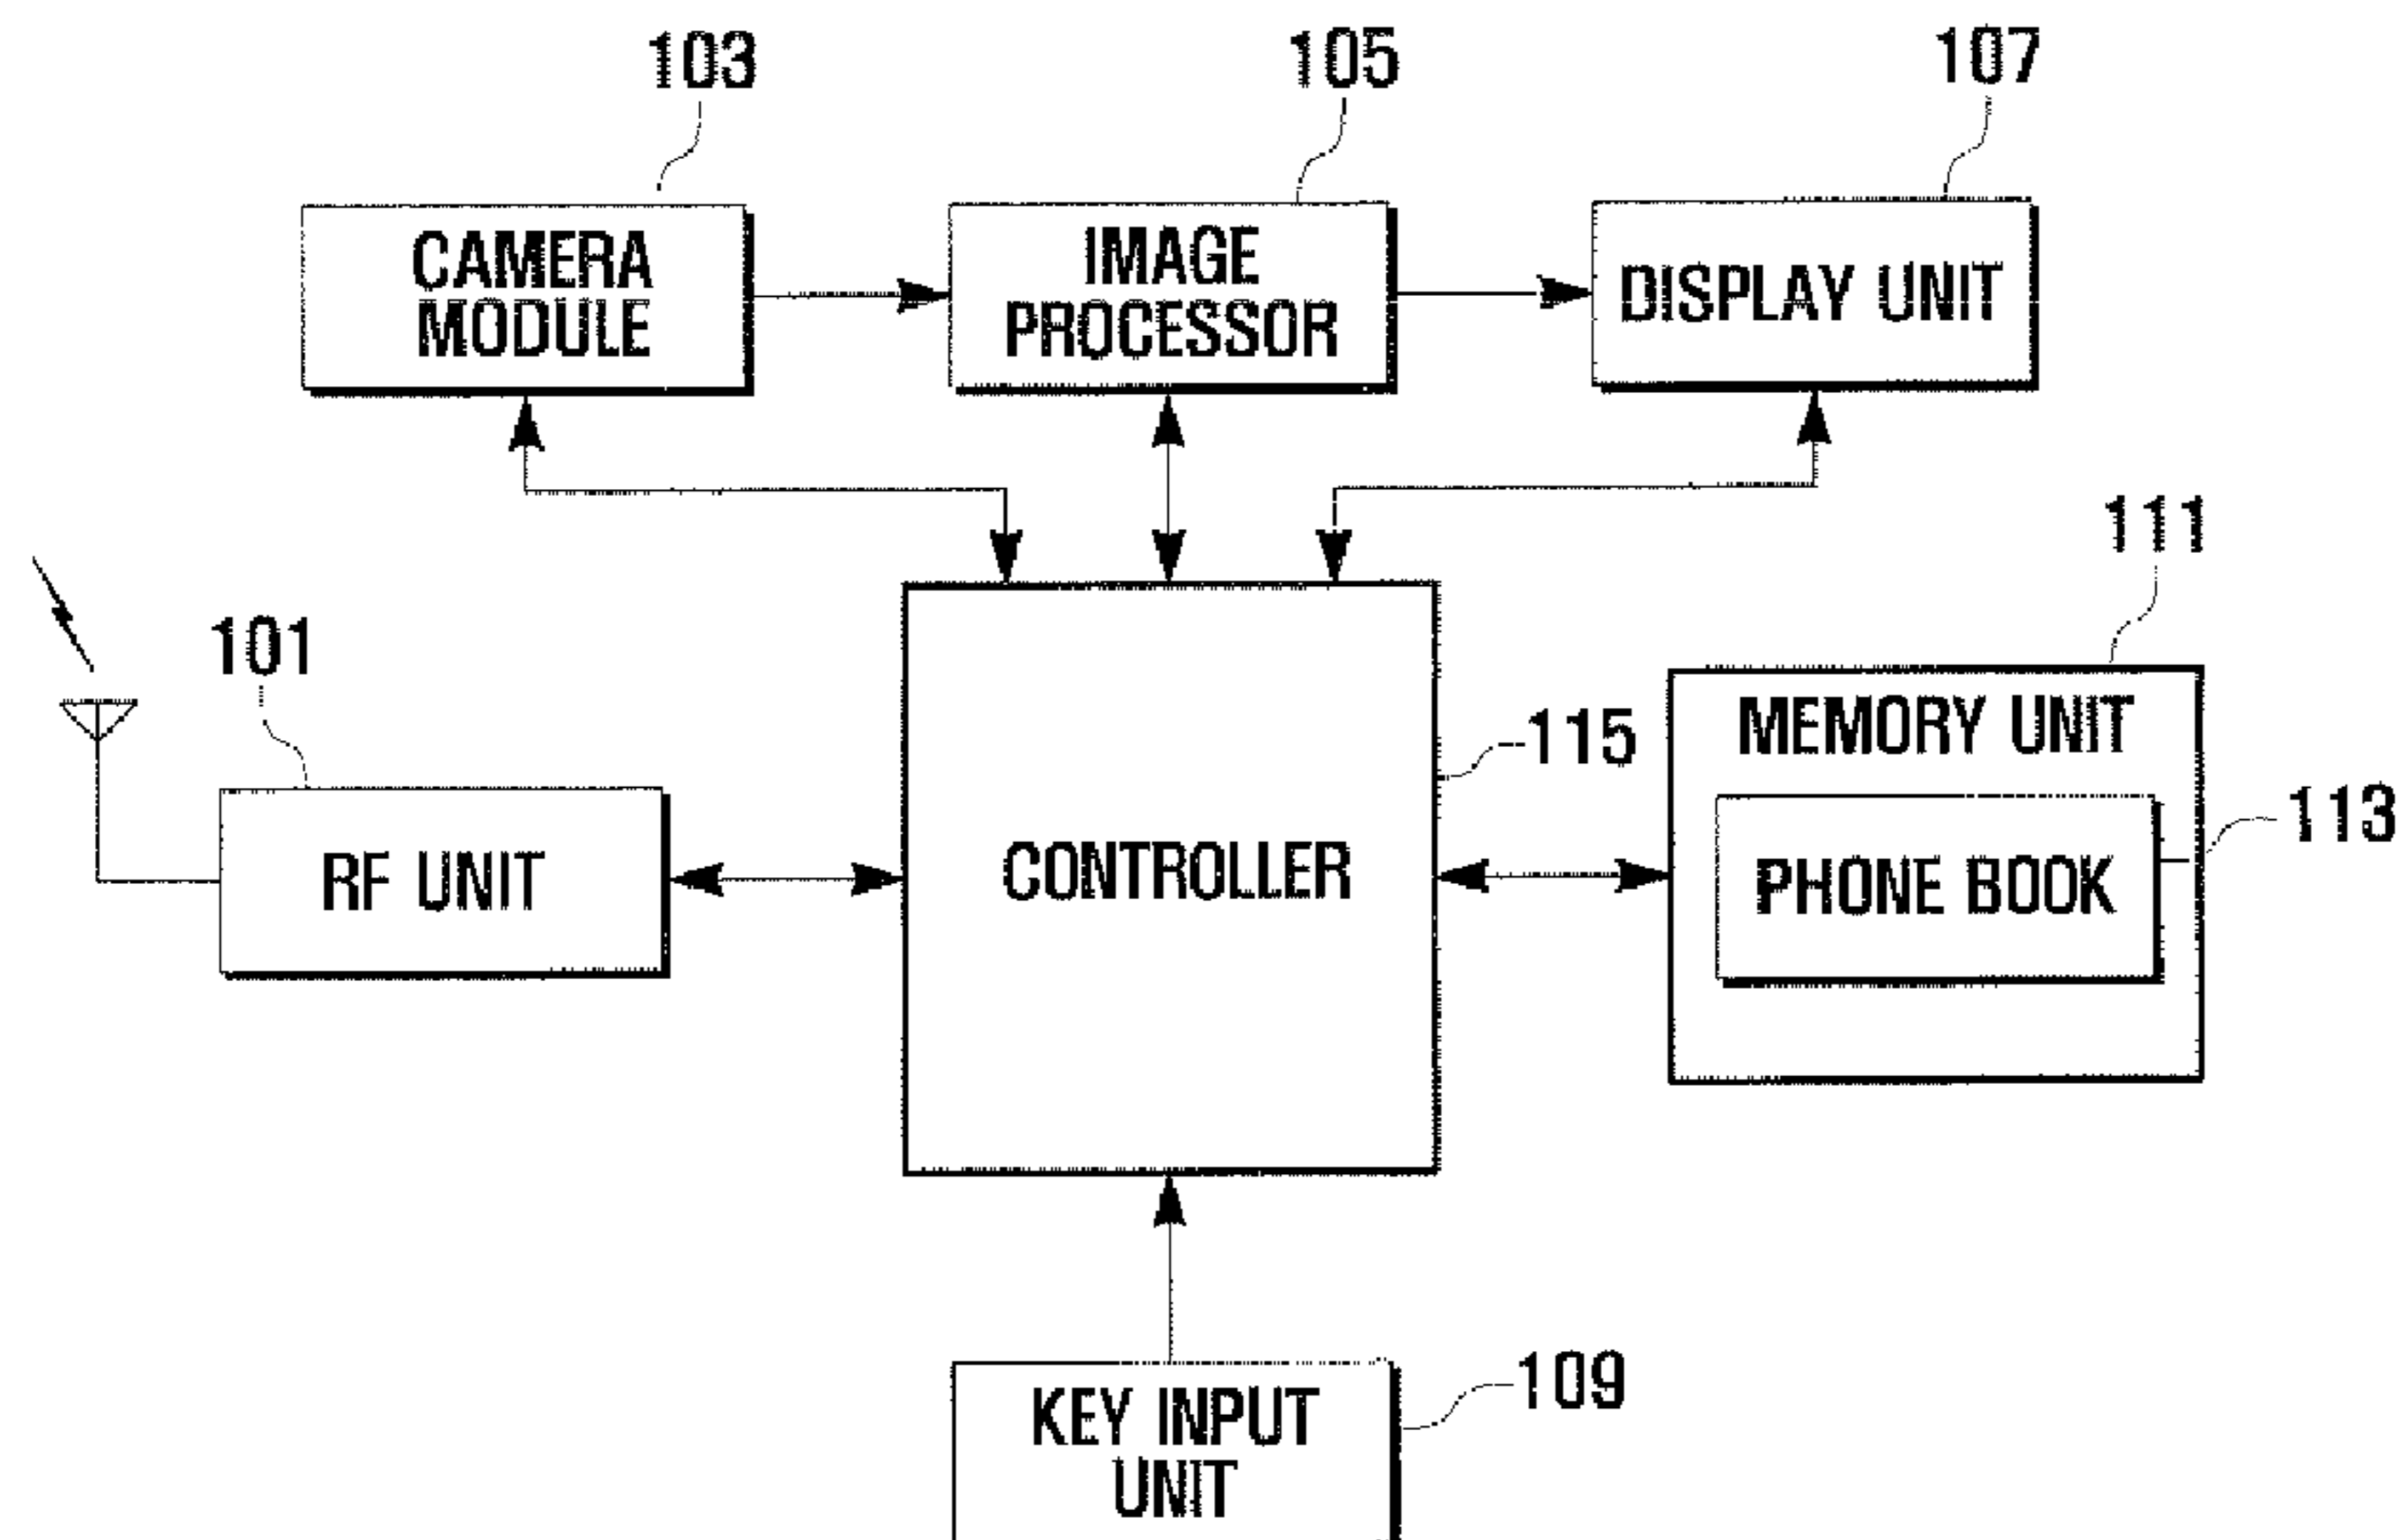 103
105
107
CAMERA
MODULE
IMAGE
PROCESSOR
DISPLAY UNIT
111
101
115
MEMORY UNIT
113
RF UNIT
CONTROLLER
PHONE BOOK
109
KEY INPUT
UNIT